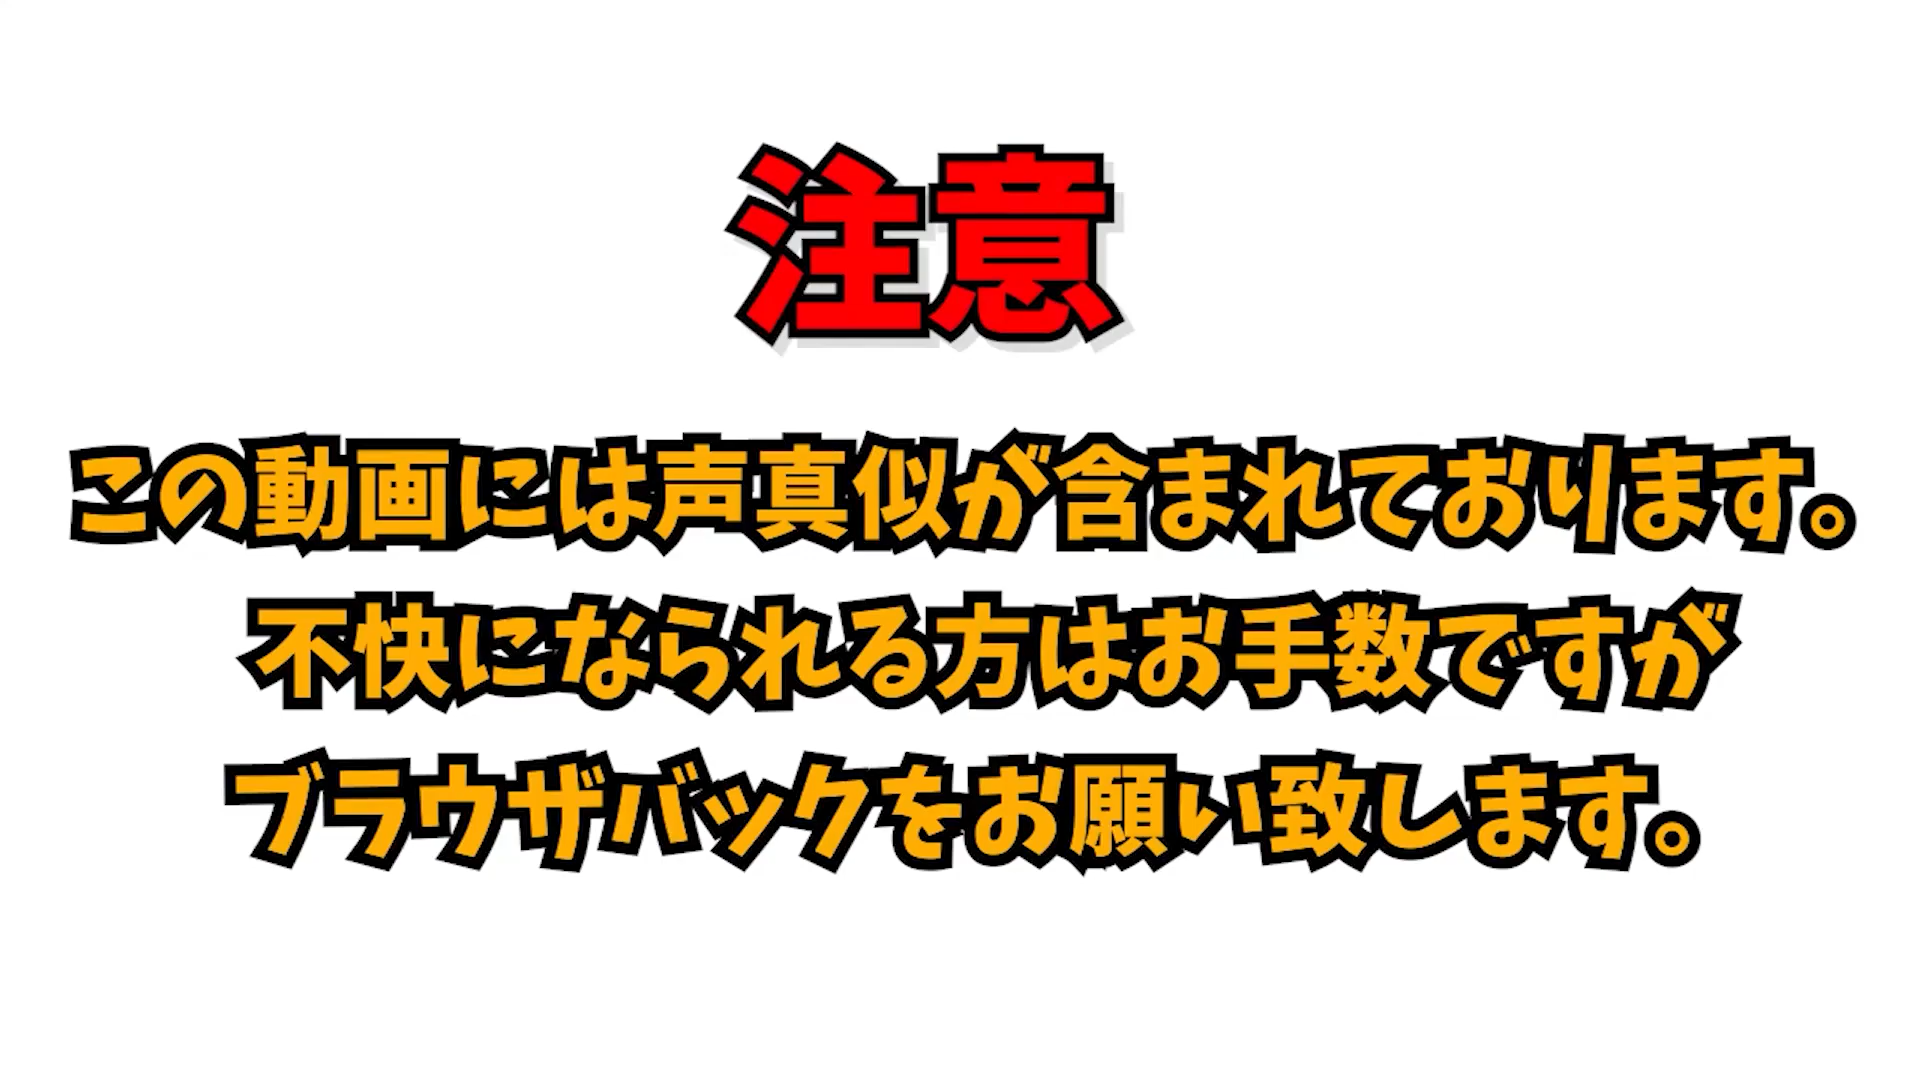 注意
この動画には声真似が含まれております。
不快になられる方はお手数ですが
ブラウザバックをお願い致します。